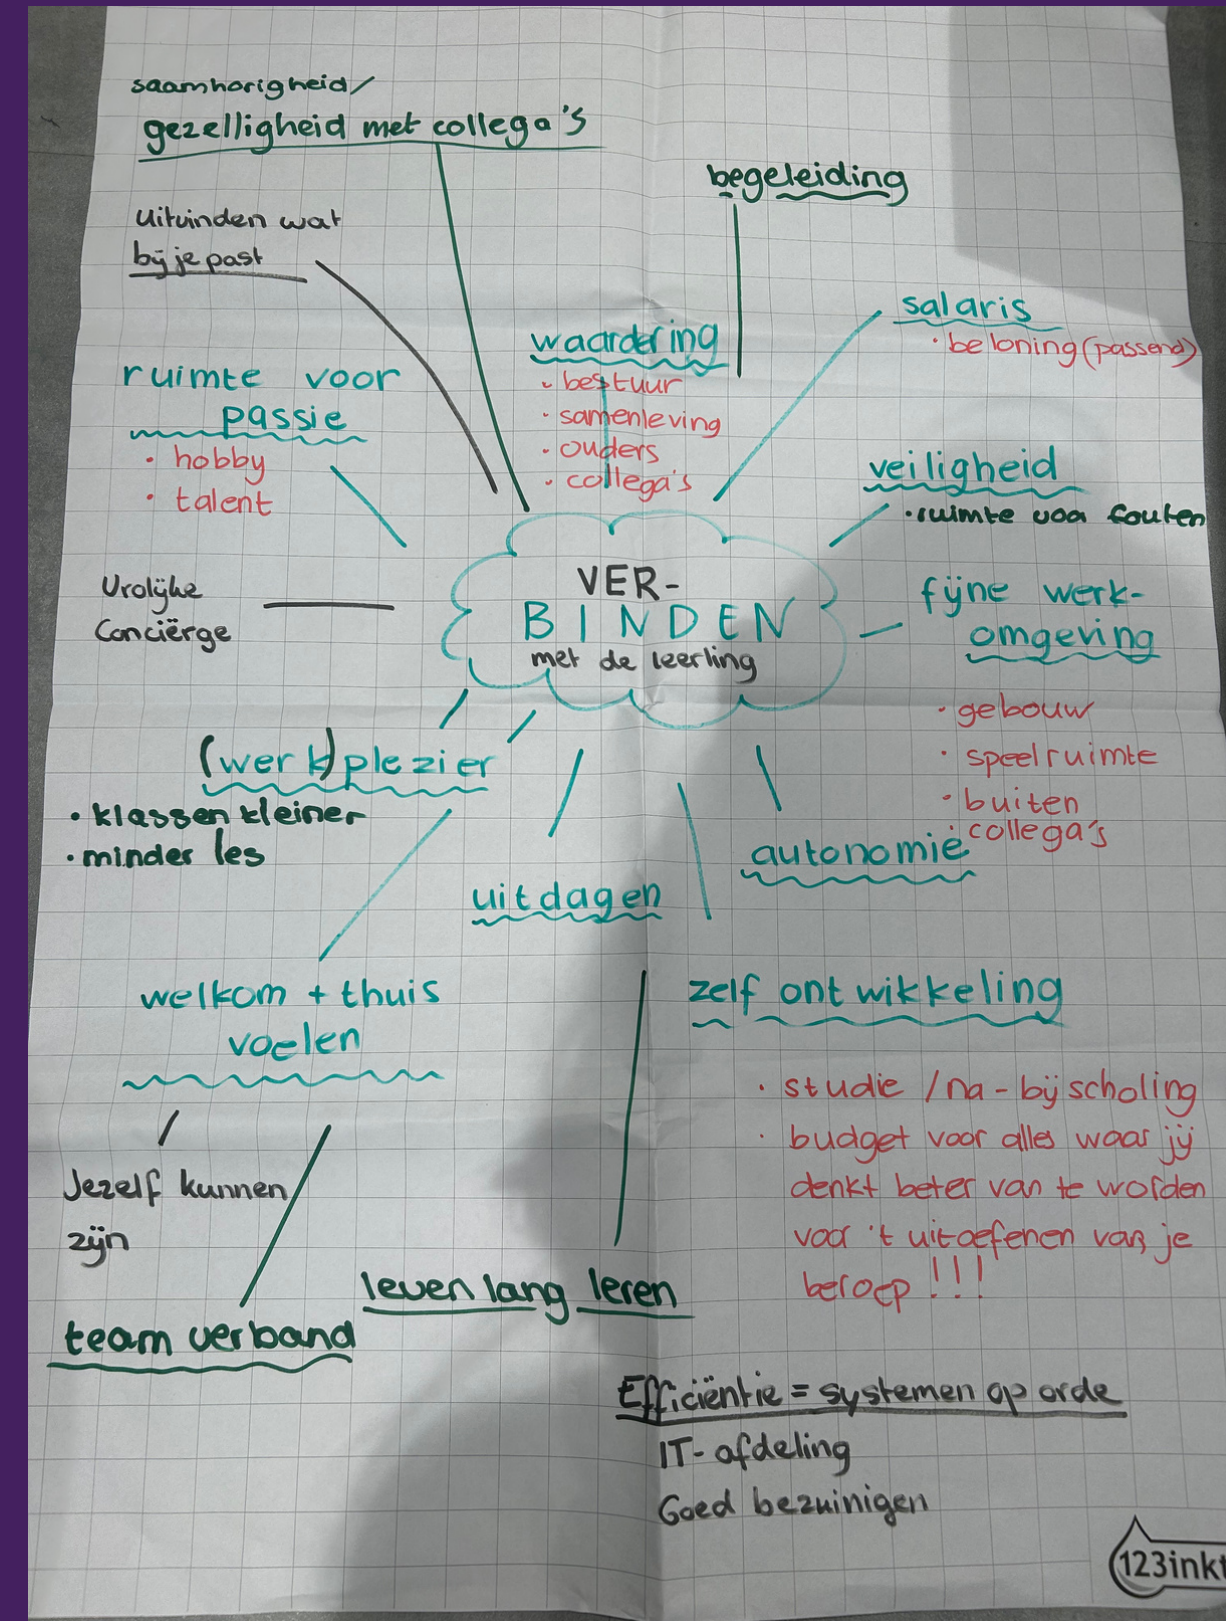 saamhorigheid/
gezelligheid met collega's
begeleiding
Uitvinden wat
bij je past
salaris
· beloning (passend)
waardering
· bestuur
· samenleving
· ouders
· collega's
ruimte voor
passie
· hobby
· talent
veiligheid
· ruimte voor fouten
Vrolijke
Conciërge
VER-
BINDEN
met de leerling
fijne werk-
omgeving
· gebouw
· speelruimte
· buiten
· collega's
(werk)plezier
· klassen kleiner
· minder les
autonomie
uitdagen
welkom + thuis
voelen
zelf ontwikkeling
· studie / na - bijscholing
· budget voor alles waar jij
denkt beter van te worden
voor 't uitoefenen van je
beroep!!!
Jezelf kunnen
zijn
leven lang leren
team verband
Efficiëntie = systemen op orde
IT- afdeling
Goed bezuinigen
123inkt